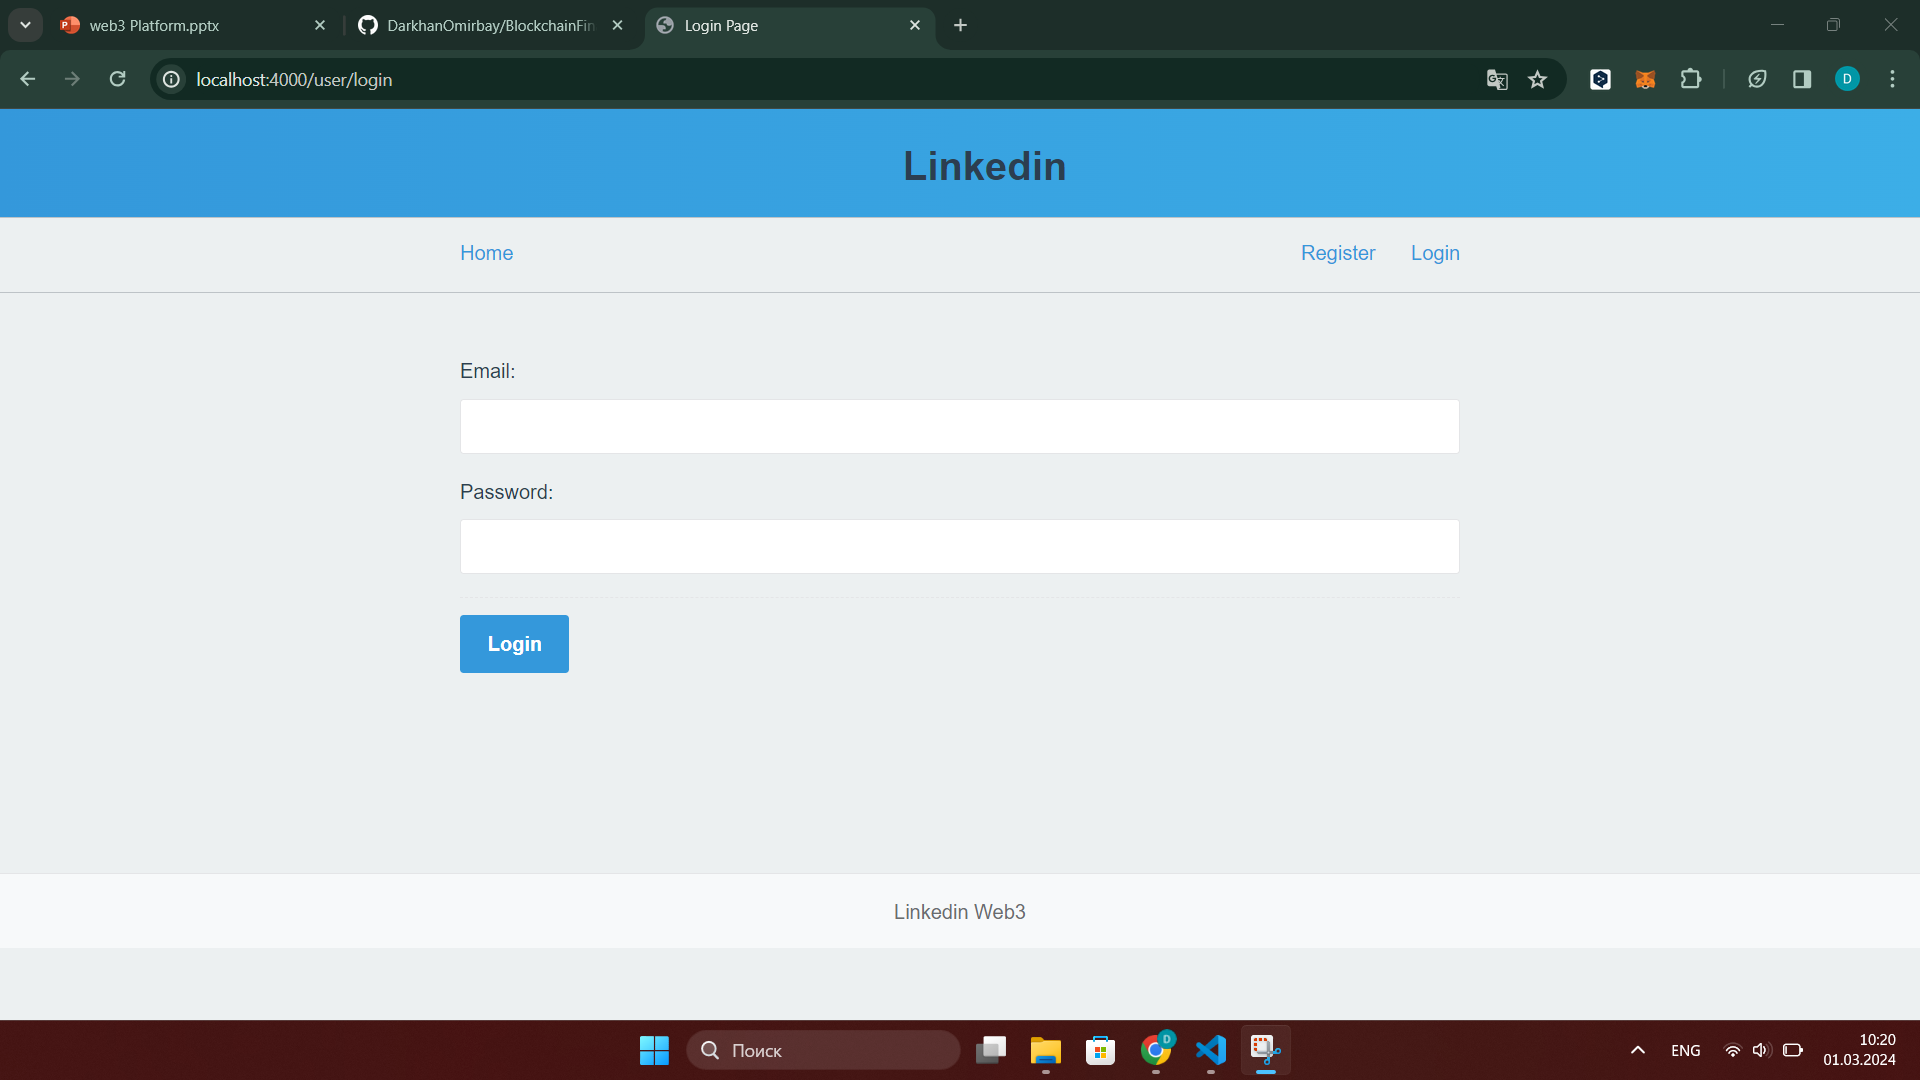 web3 Platform.pptx
DarkhanOmirbay/BlockchainFin
Login Page
localhost:4000/user/login
D
Linkedin
Home
Register
Login
Email:
Password:
Login
Linkedin Web3
Поиск
D
ENG
10:20
01.03.2024